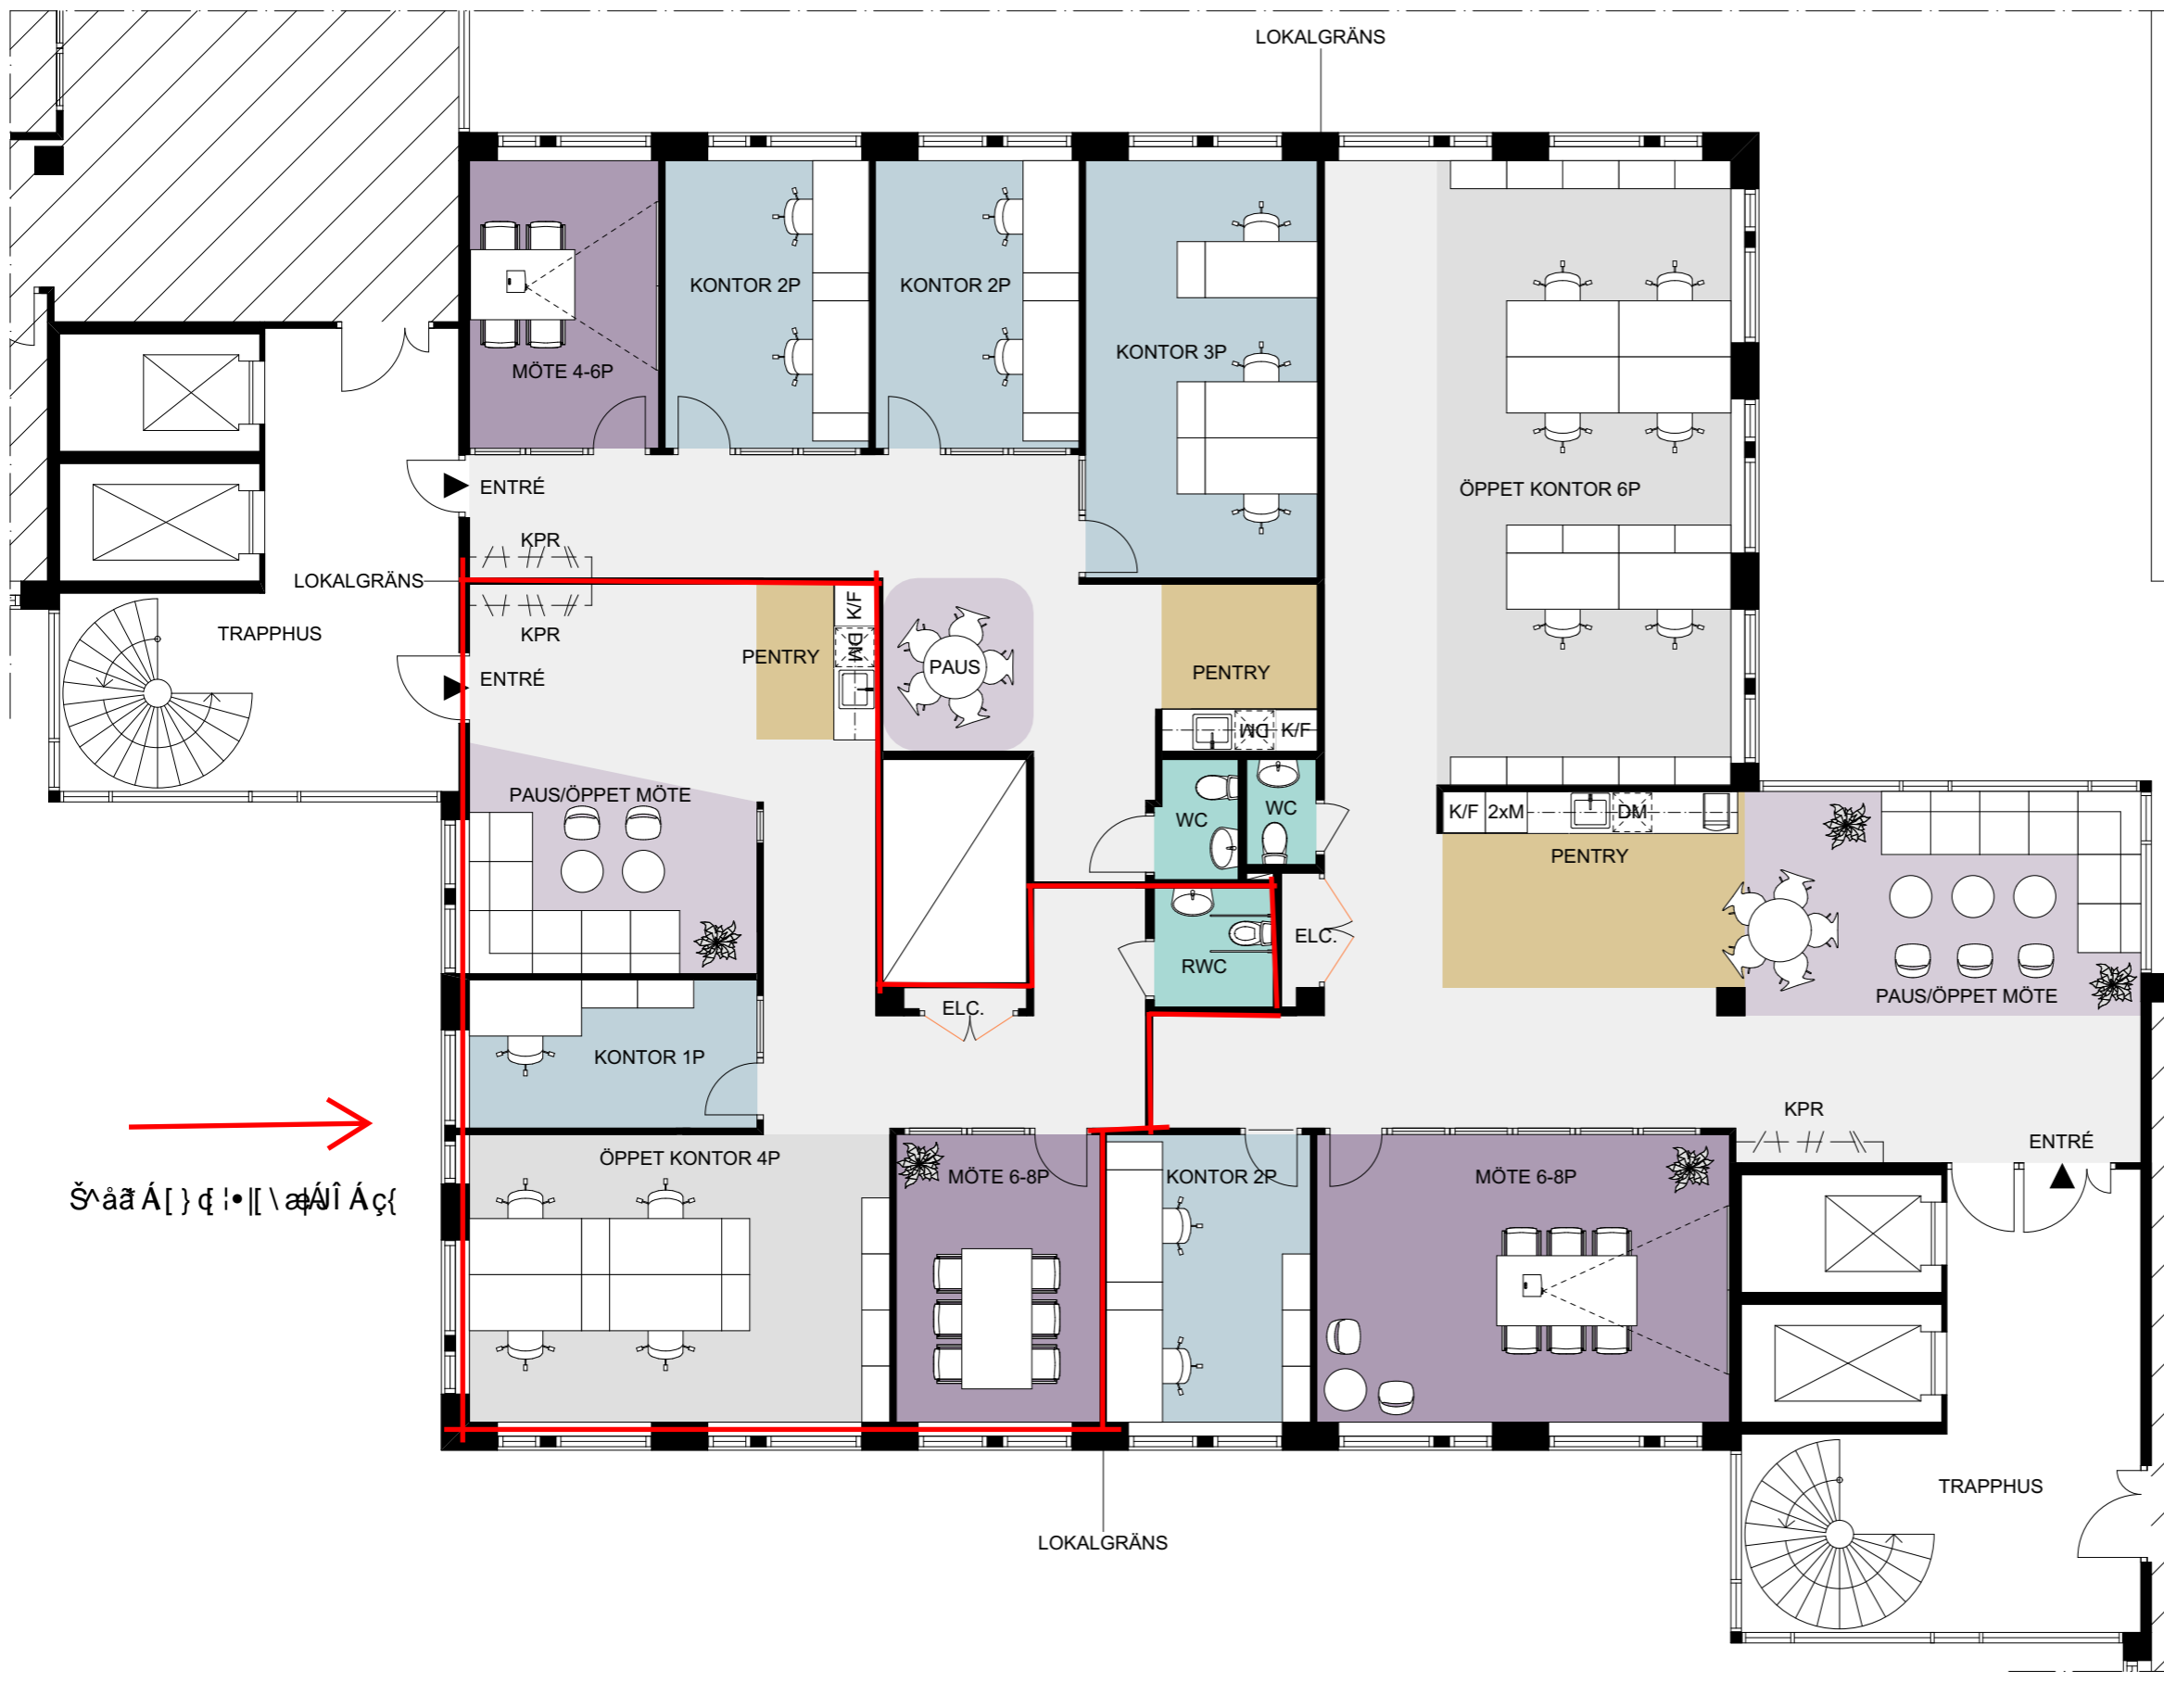 LOKALGRÄNS
KONTOR 2P
KONTOR 2P
KONTOR 3P
MÖTE 4-6P
ENTRÉ
ÖPPET KONTOR 6P
KPR
LOKALGRÄNS
KPR
K/F
TRAPPHUS
DM
PENTRY
PAUS
PENTRY
ENTRÉ
DM
K/F
PAUS/ÖPPET MÖTE
WC
WC
K/F
2xM
DM
PENTRY
ELC.
RWC
PAUS/ÖPPET MÖTE
ELC.
KONTOR 1P
KPR
ENTRÉ
ÖPPET KONTOR 4P
MÖTE 6-8P
KONTOR 2P
MÖTE 6-8P
TRAPPHUS
LOKALGRÄNS